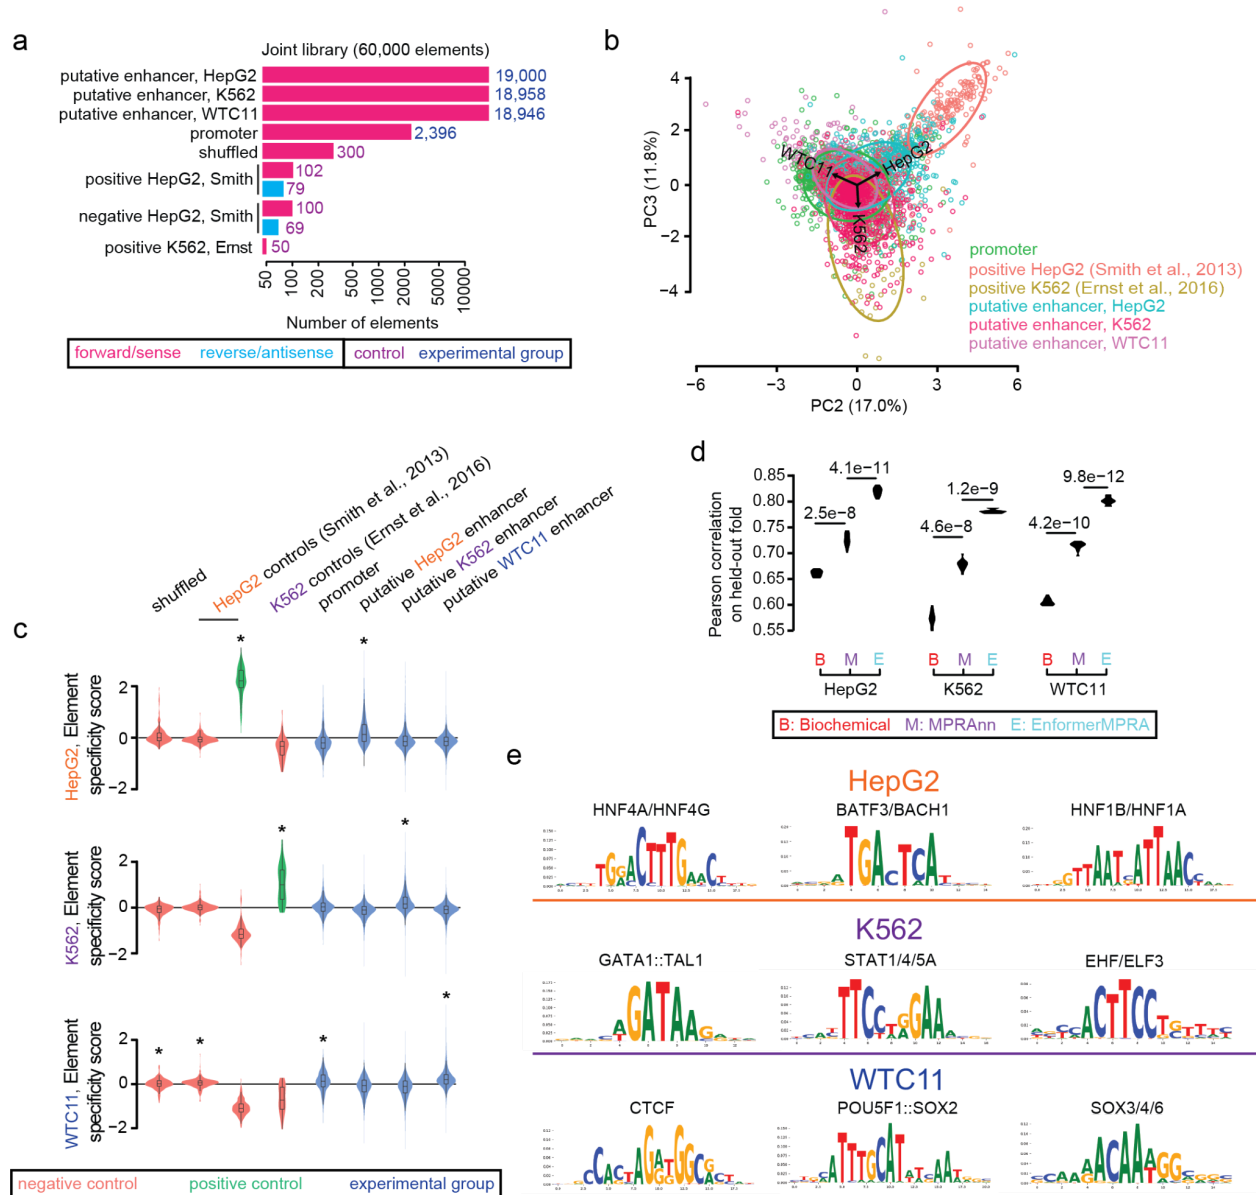 a
Joint library (60,000 elements)
putative enhancer, HepG2
19,000
putative enhancer, K562
18,958
putative enhancer, WTC11
18,946
promoter
2,396
shuffled
300
positive HepG2, Smith
102
79
negative HepG2, Smith
100
69
positive K562, Ernst
50
50
100
200
500
1000
2000
5000
10000
Number of elements
forward/sense reverse/antisense control experimental group
b
PC3 (11.8%)
4
2
0
−2
−4
WTC11
HepG2
K562
promoter
positive HepG2 (Smith et al., 2013)
positive K562 (Ernst et al., 2016)
putative enhancer, HepG2
putative enhancer, K562
putative enhancer, WTC11
−6 −3 0 3 6
PC2 (17.0%)
c
shuffled
HepG2 controls (Smith et al., 2013)
K562 controls (Ernst et al., 2016)
promoter
putative HepG2 enhancer
putative K562 enhancer
putative WTC11 enhancer
HepG2, Element
specificity score
2
0
−2
* *
K562, Element
specificity score
2
0
−2
* *
WTC11, Element
specificity score
2
0
−2
* * * *
negative control positive control experimental group
d
Pearson correlation
on held-out fold
0.85
0.80
0.75
0.70
0.65
0.60
0.55
2.5e−8
4.1e−11
4.6e−8
1.2e−9
4.2e−10
9.8e−12
B M E B M E B M E
HepG2 K562 WTC11
B: Biochemical M: MPRAnn E: EnformerMPRA
e
HepG2
HNF4A/HNF4G BATF3/BACH1 HNF1B/HNF1A
K562
GATA1::TAL1 STAT1/4/5A EHF/ELF3
WTC11
CTCF POU5F1::SOX2 SOX3/4/6